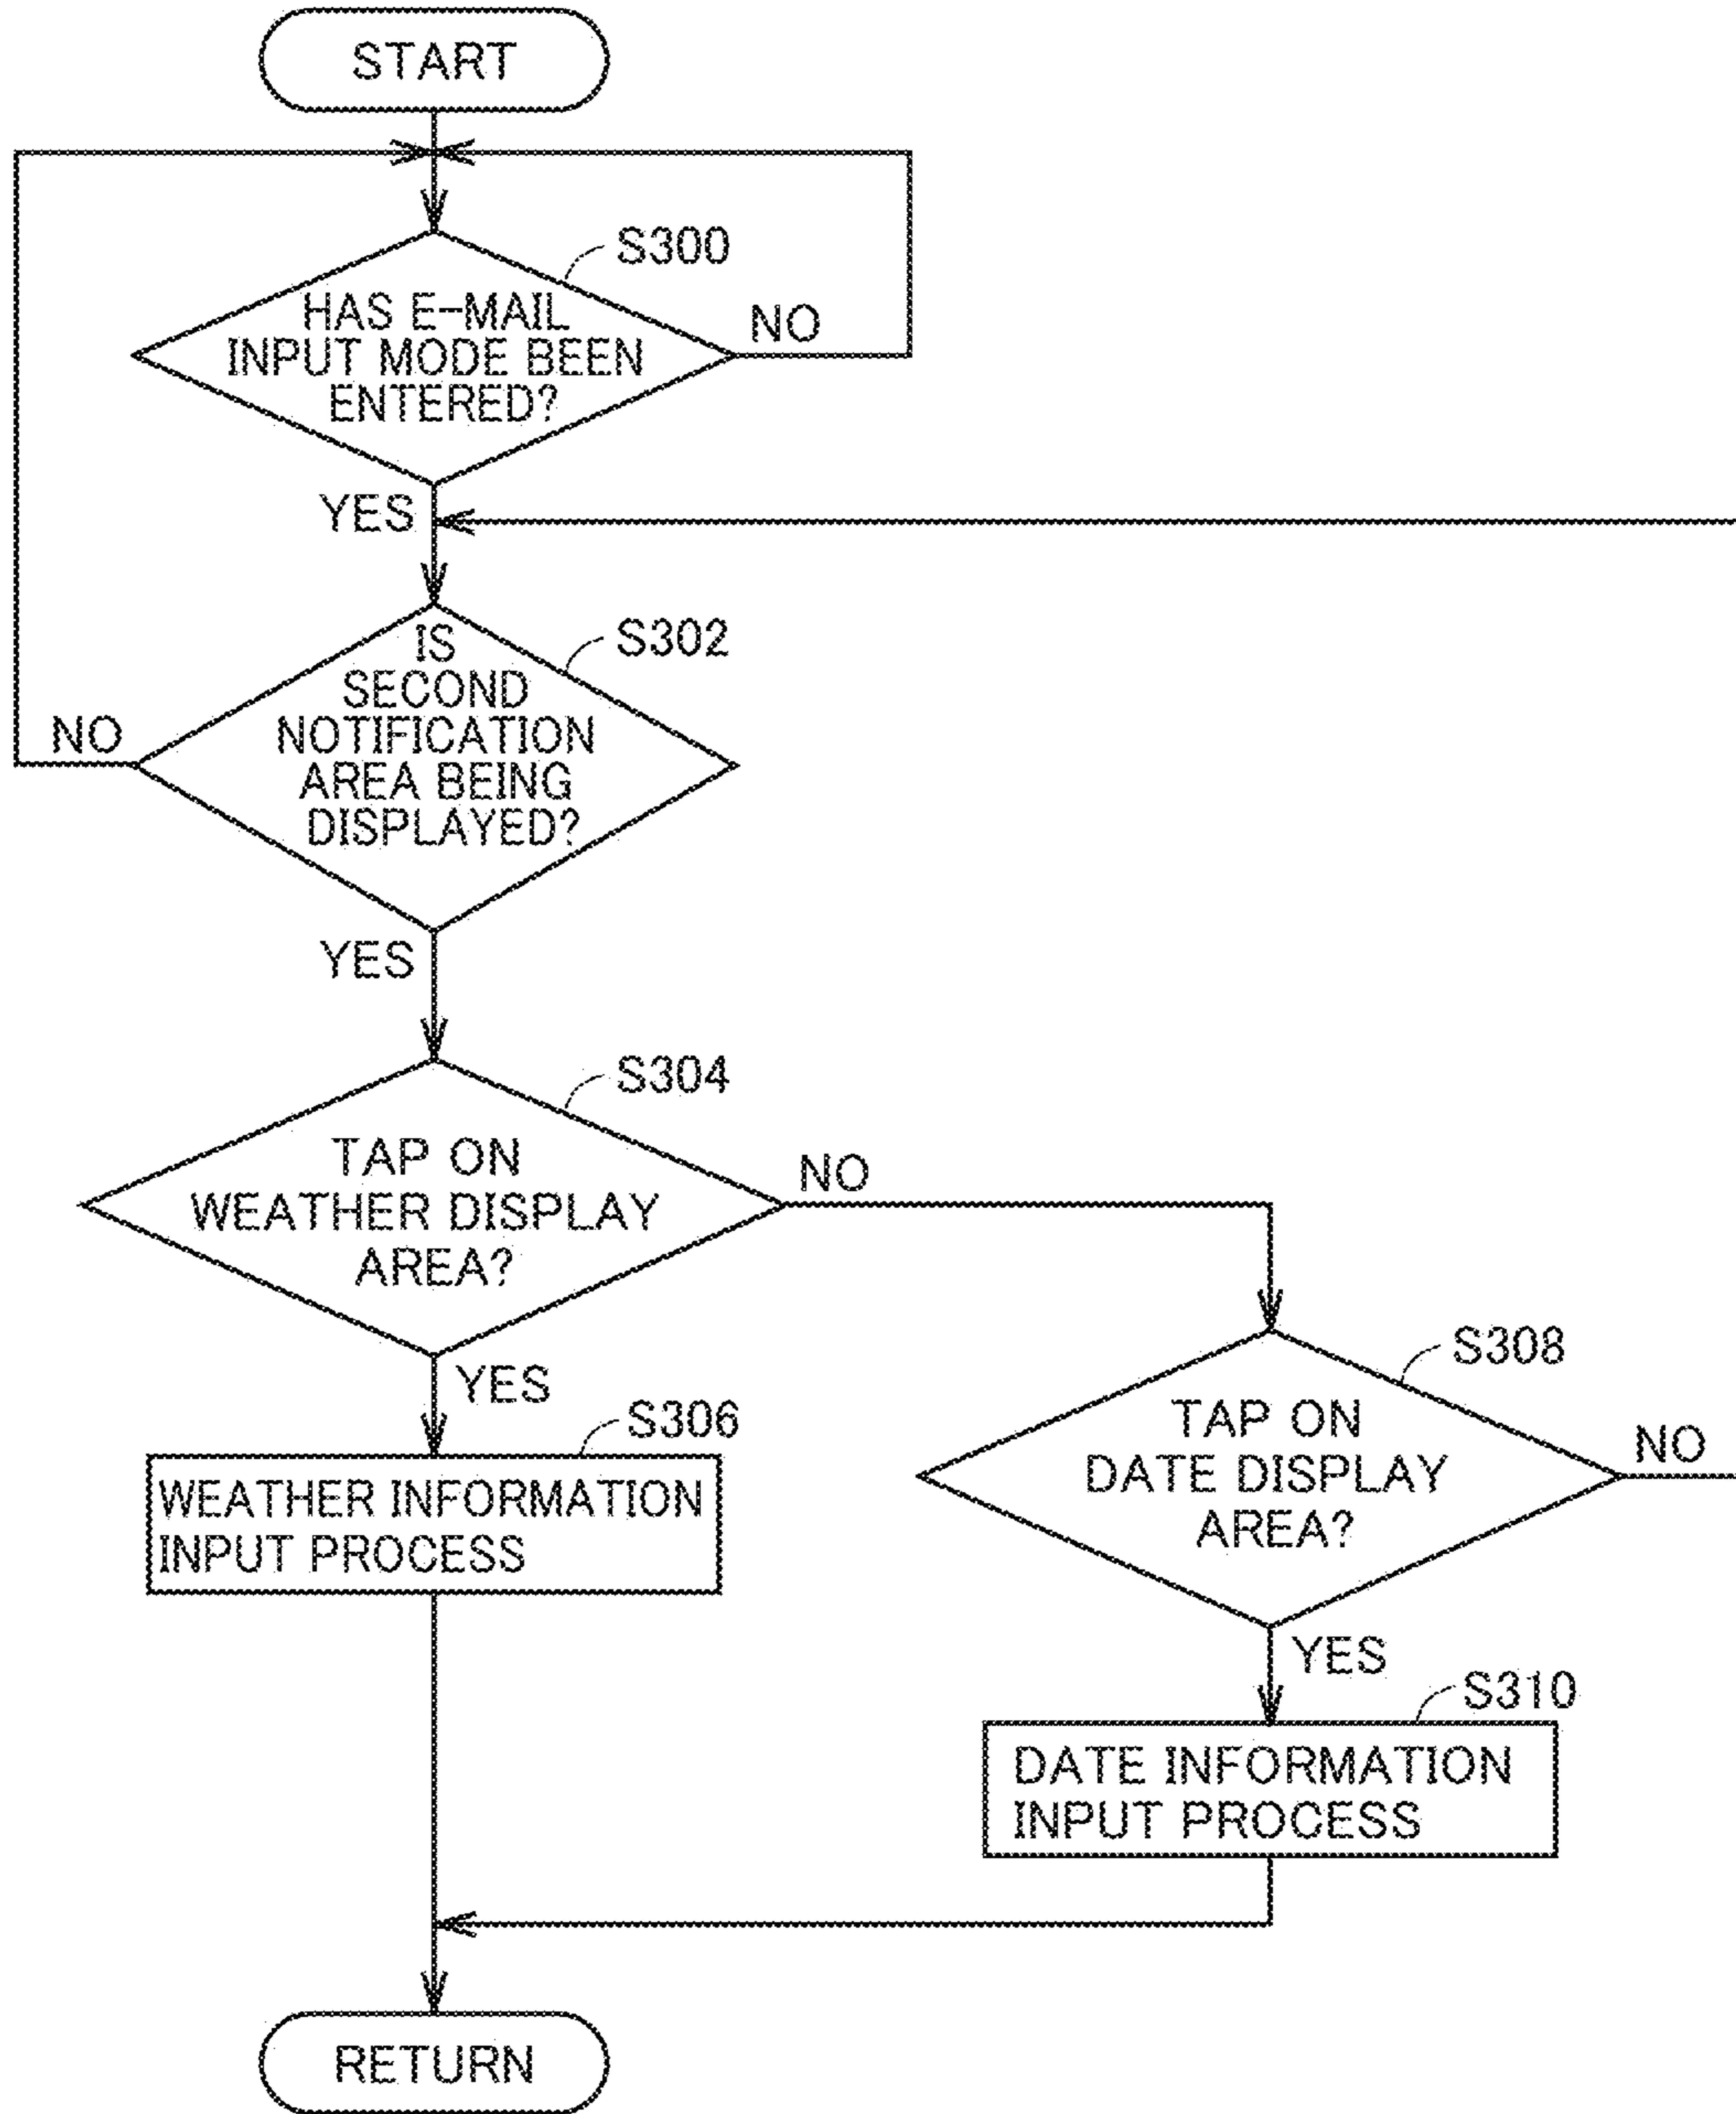 START
S300
HAS E-MAIL
INPUT MODE BEEN
ENTERED?
NO
YES
S302
IS
SECOND
NOTIFICATION
AREA BEING
DISPLAYED?
NO
YES
S304
TAP ON
WEATHER DISPLAY
AREA?
NO
YES
S306
WEATHER INFORMATION
INPUT PROCESS
S308
TAP ON
DATE DISPLAY
AREA?
NO
YES
S310
DATE INFORMATION
INPUT PROCESS
RETURN